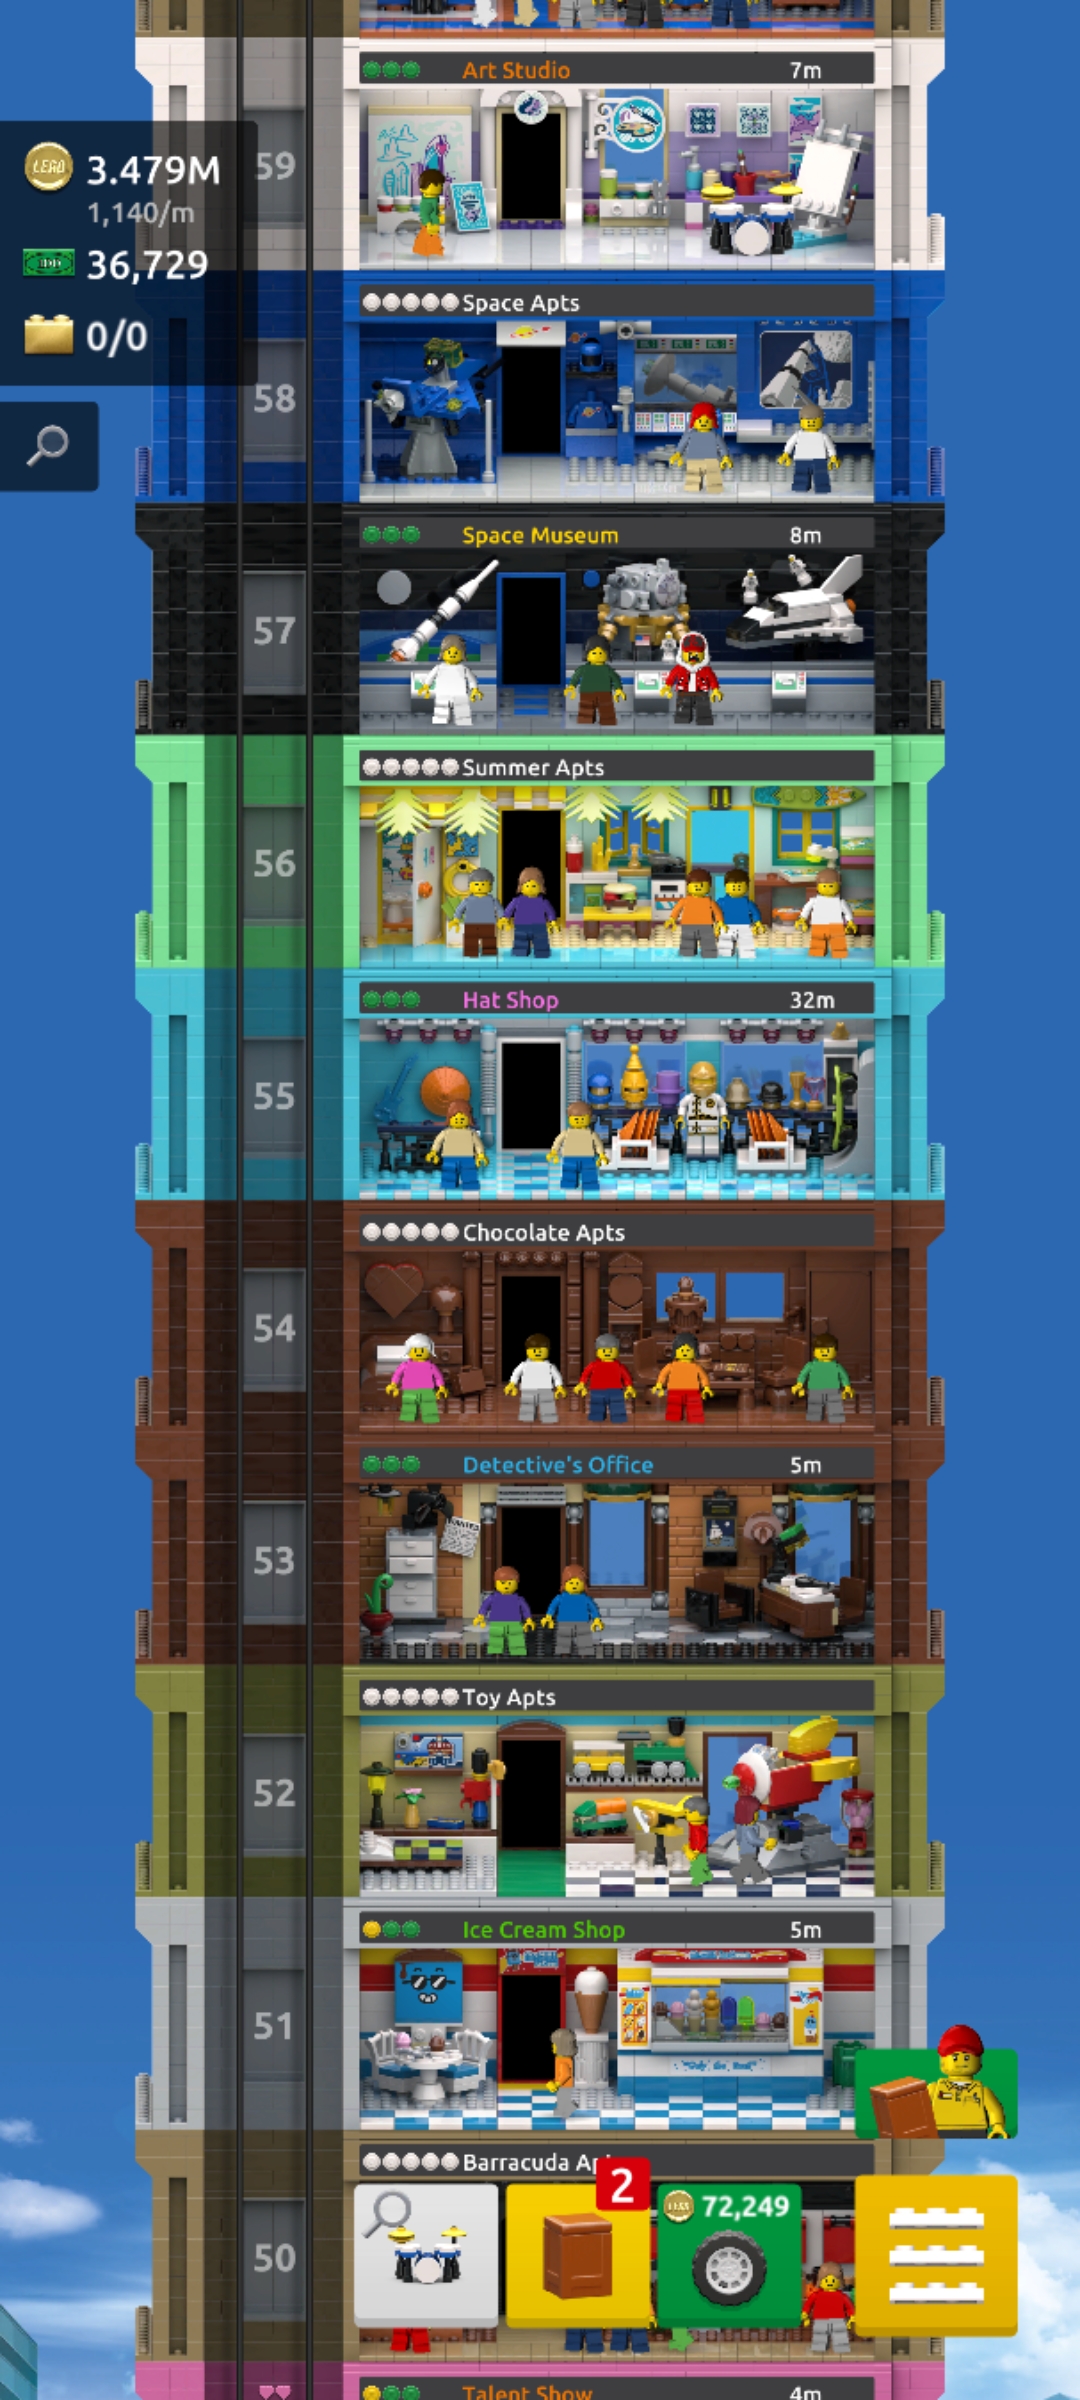 Art Studio 7m
59
LEGO 3.479M
1,140/m
36,729
0/0
Space Apts
58
Space Museum 8m
57
Summer Apts
56
Hat Shop 32m
55
Chocolate Apts
54
Detective's Office 5m
53
Toy Apts
52
Ice Cream Shop 5m
51
Barracuda Ap
2
72,249
50
Talent Show 4m